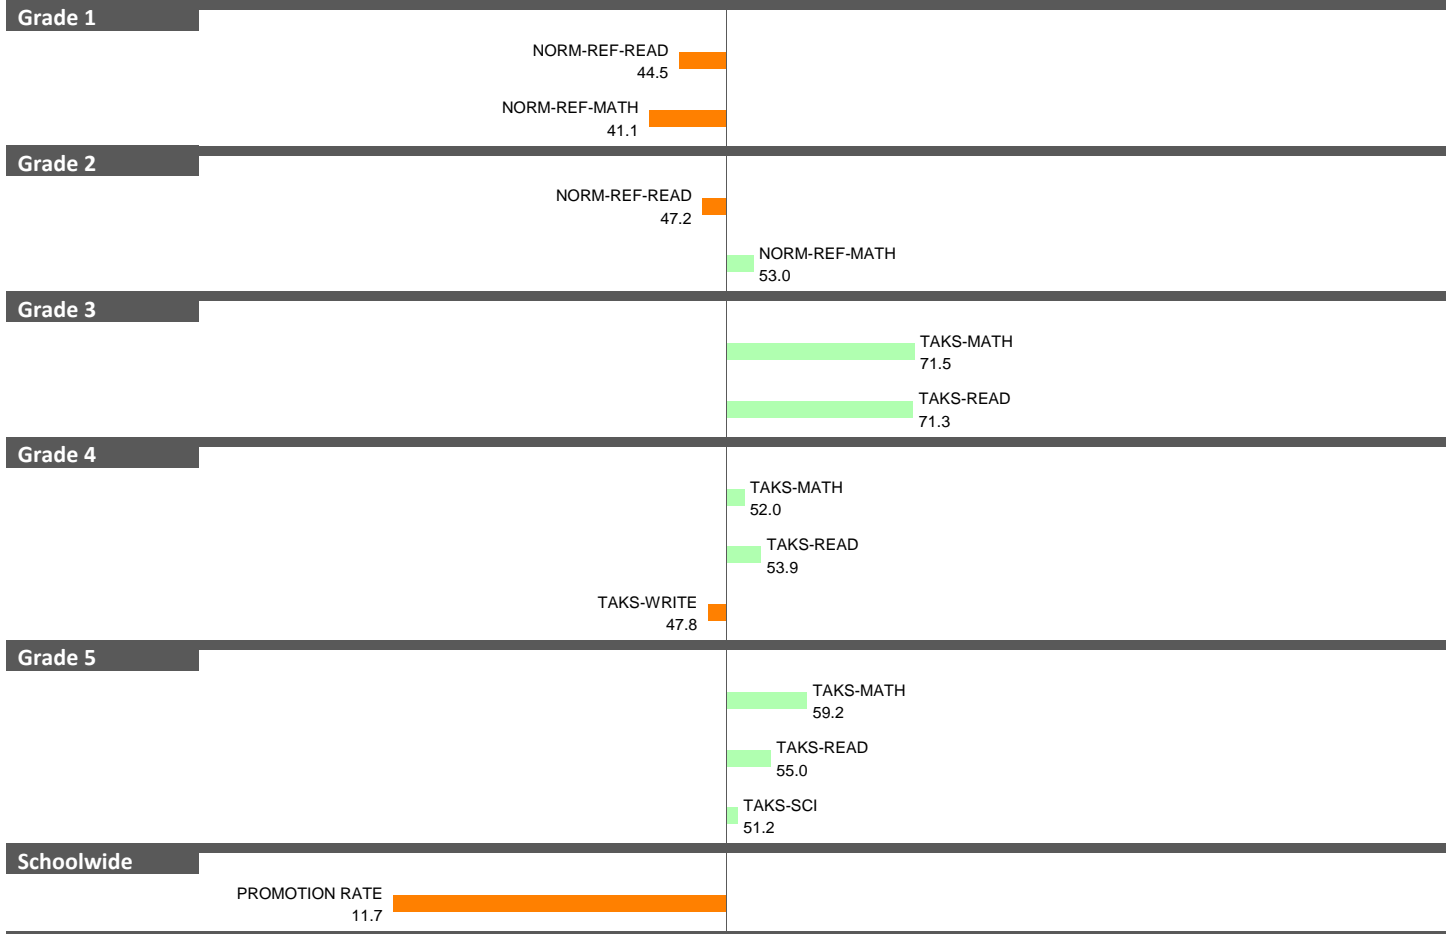 Grade 1
NORM-REF-READ
44.5
NORM-REF-MATH
41.1
Grade 2
NORM-REF-READ
47.2
NORM-REF-MATH
53.0
Grade 3
TAKS-MATH
71.5
TAKS-READ
71.3
Grade 4
TAKS-MATH
52.0
TAKS-READ
53.9
TAKS-WRITE
47.8
Grade 5
TAKS-MATH
59.2
TAKS-READ
55.0
TAKS-SCI
51.2
Schoolwide
PROMOTION RATE
11.7